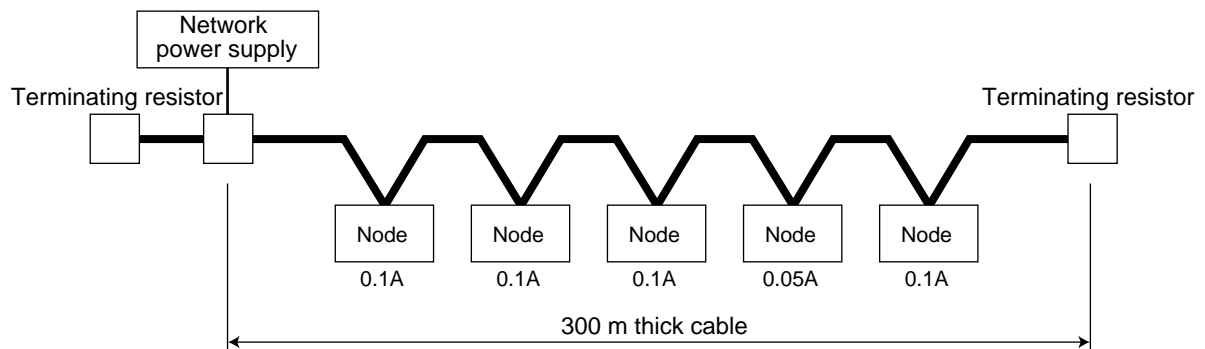 Network
power supply
Terminating resistor
Terminating resistor
Node
Node
Node
Node
Node
0.1A
0.1A
0.1A
0.05A
0.1A
300 m thick cable